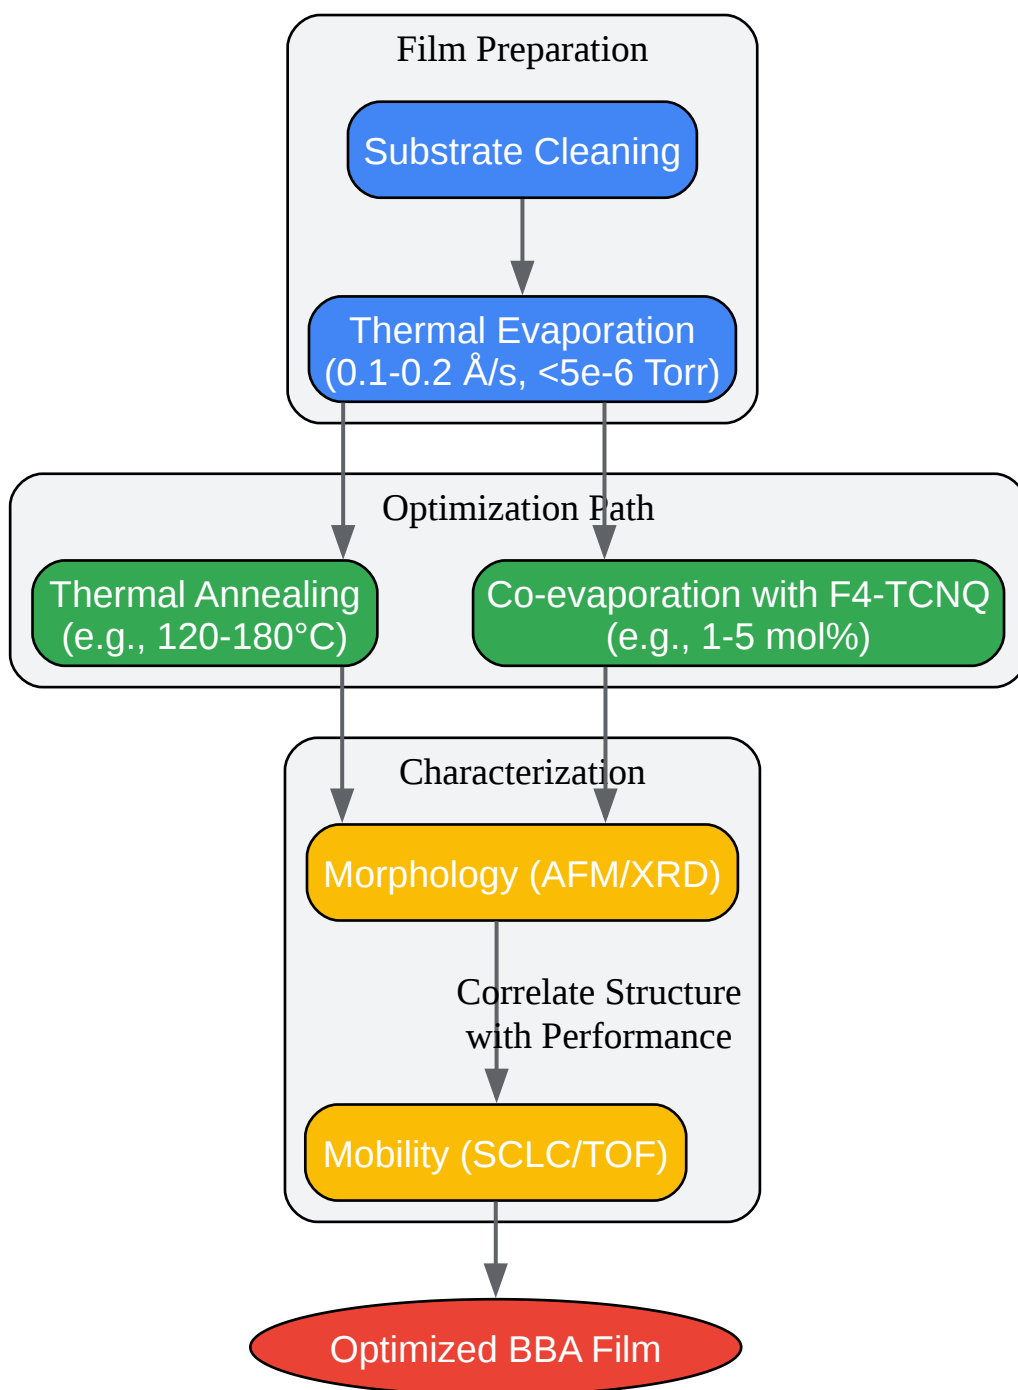 Film Preparation
Substrate Cleaning
Thermal Evaporation
(0.1-0.2 Å/s, <5e-6 Torr)
Optimization Path
Thermal Annealing
(e.g., 120-180°C)
Co-evaporation with F4-TCNQ
(e.g., 1-5 mol%)
Characterization
Morphology (AFM/XRD)
Correlate Structure
with Performance
Mobility (SCLC/TOF)
Optimized BBA Film